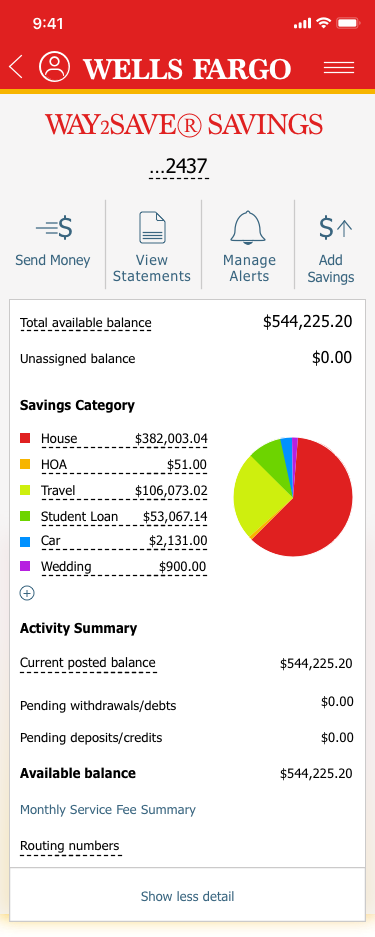 9:41
WELLS FARGO
WAY2SAVE® SAVINGS
...2437
Send Money
View Statements
Manage Alerts
Add Savings
Total available balance $544,225.20
Unassigned balance $0.00
Savings Category
House $382,003.04
HOA $51.00
Travel $106,073.02
Student Loan $53,067.14
Car $2,131.00
Wedding $900.00
Activity Summary
Current posted balance $544,225.20
Pending withdrawals/debts $0.00
Pending deposits/credits $0.00
Available balance $544,225.20
Monthly Service Fee Summary
Routing numbers
Show less detail